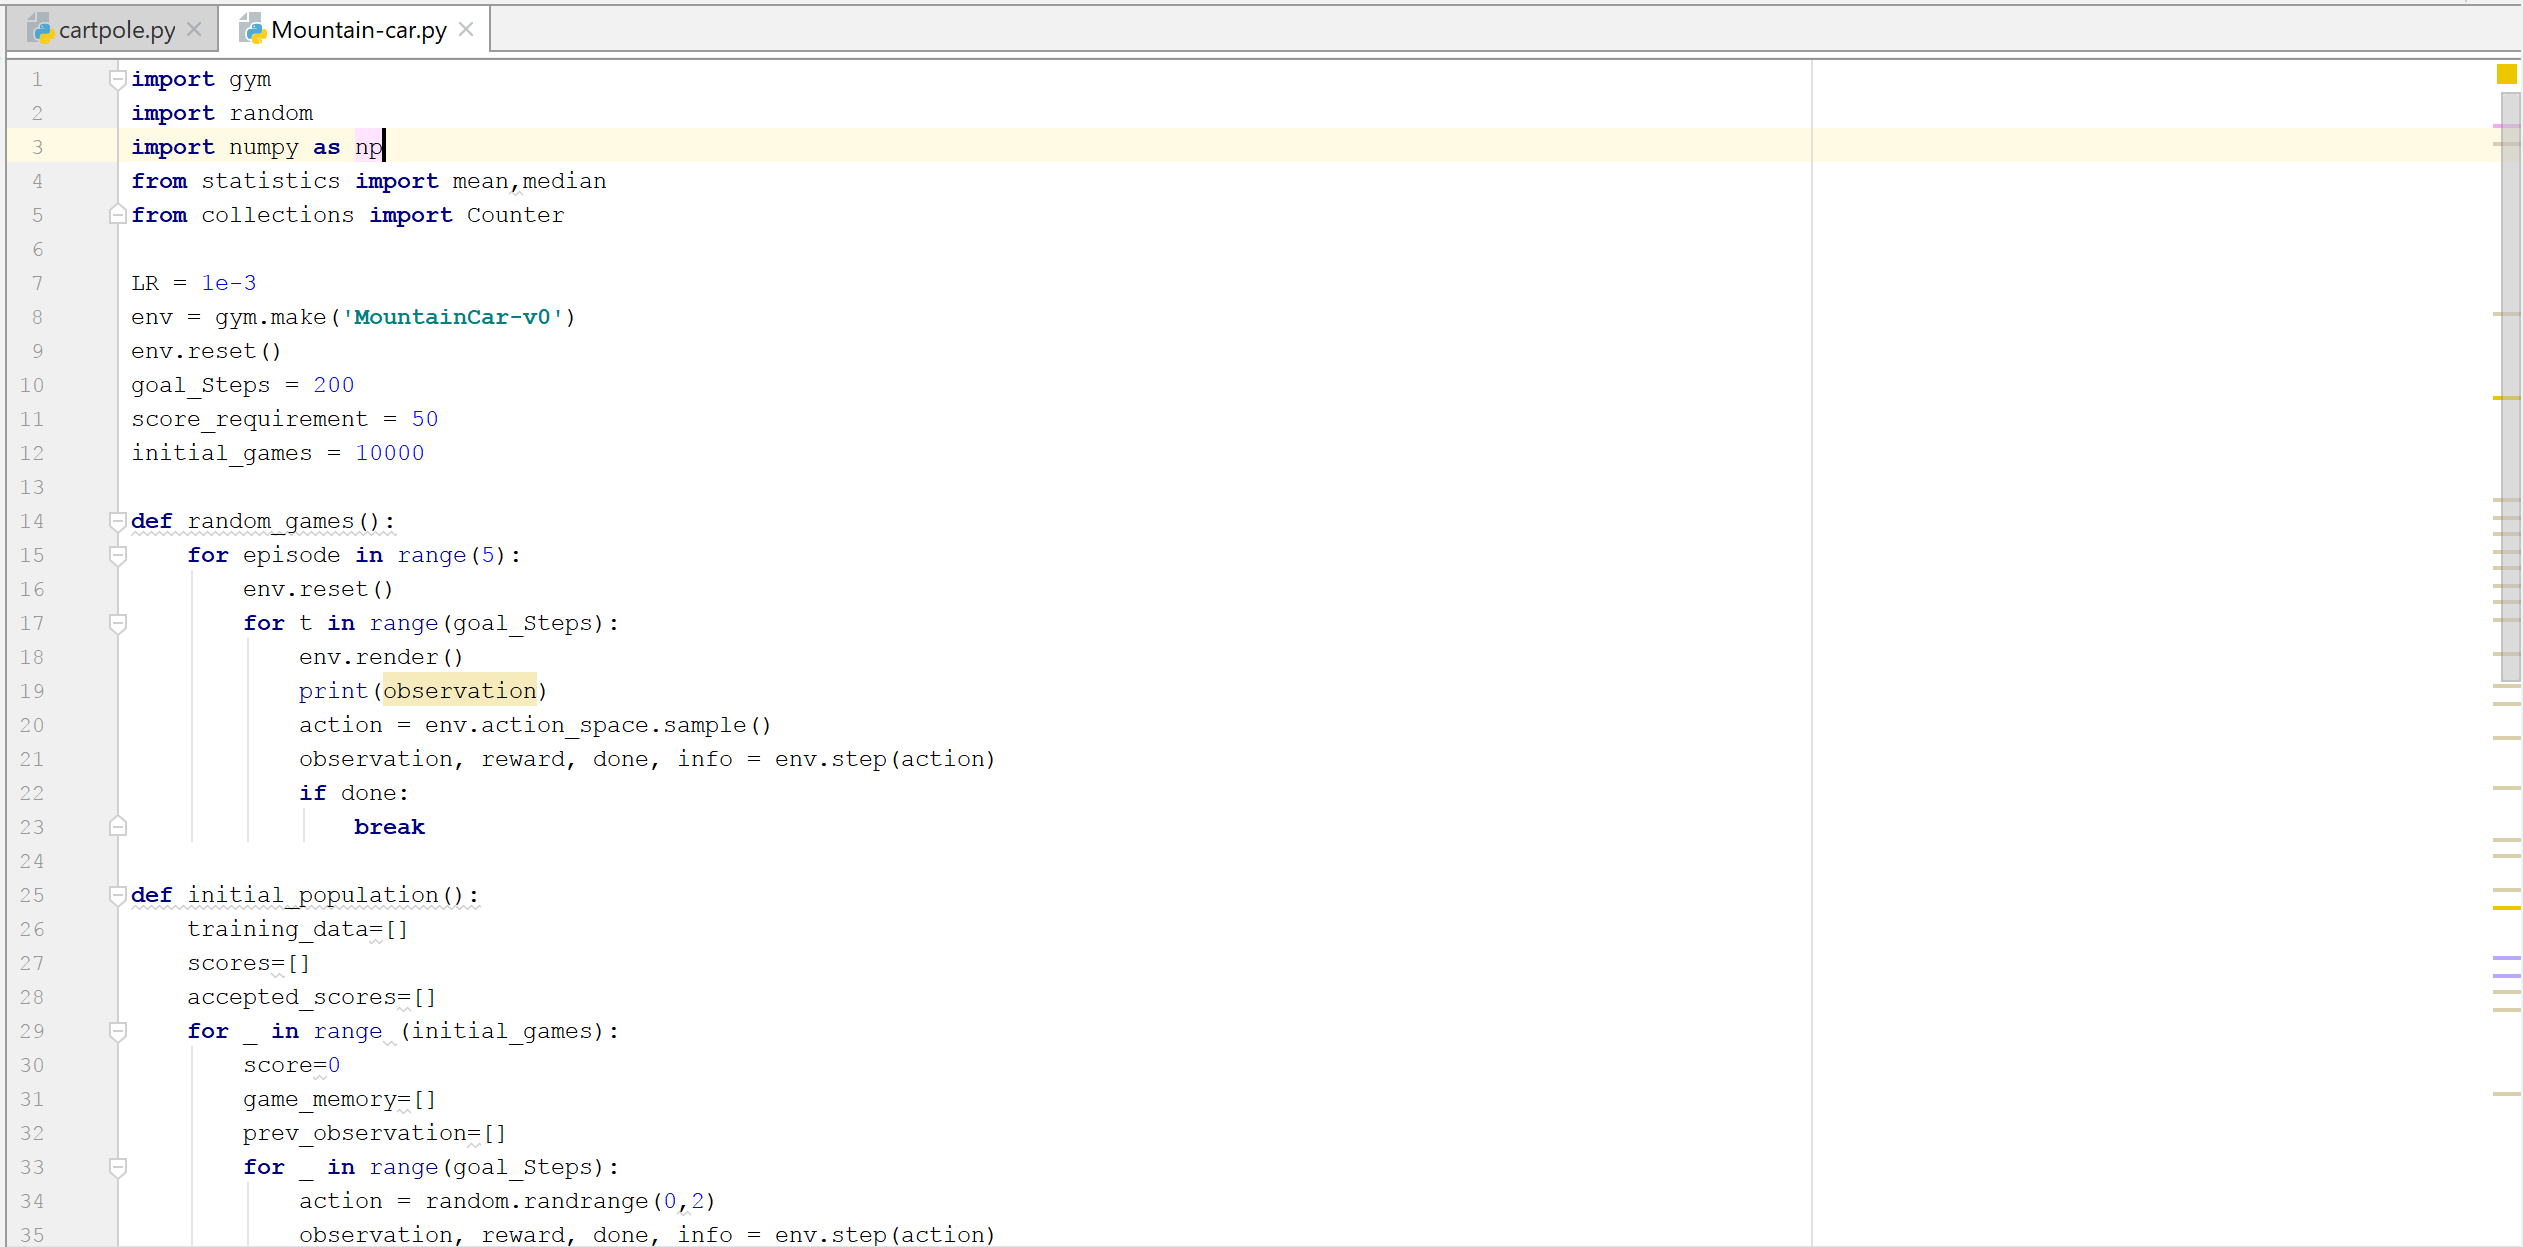 cartpole.py
Mountain-car.py
1 import gym
2 import random
3 import numpy as np
4 from statistics import mean,median
5 from collections import Counter
6
7 LR = 1e-3
8 env = gym.make('MountainCar-v0')
9 env.reset()
10 goal_Steps = 200
11 score_requirement = 50
12 initial_games = 10000
13
14 def random_games():
15     for episode in range(5):
16         env.reset()
17         for t in range(goal_Steps):
18             env.render()
19             print(observation)
20             action = env.action_space.sample()
21             observation, reward, done, info = env.step(action)
22             if done:
23                 break
24
25 def initial_population():
26     training_data=[]
27     scores=[]
28     accepted_scores=[]
29     for _ in range (initial_games):
30         score=0
31         game_memory=[]
32         prev_observation=[]
33         for _ in range(goal_Steps):
34             action = random.randrange(0,2)
35             observation, reward, done, info = env.step(action)